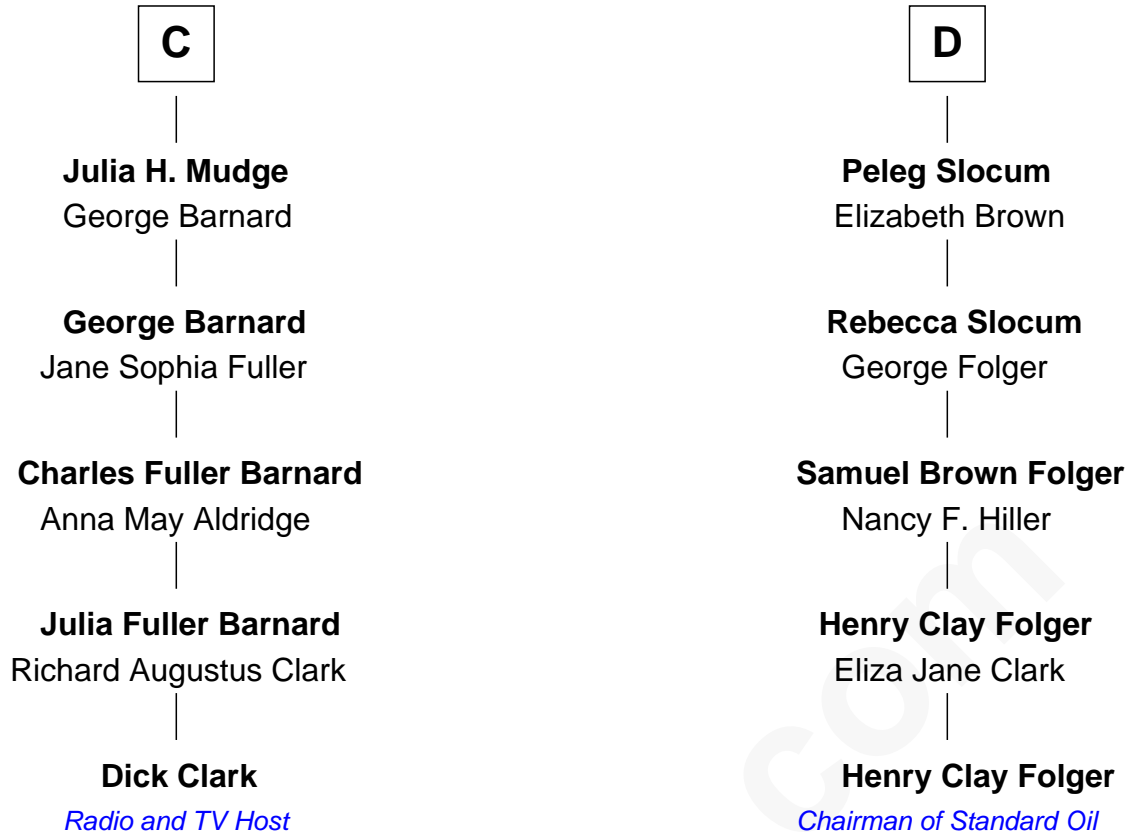 C
Julia H. Mudge
George Barnard
George Barnard
Jane Sophia Fuller
Charles Fuller Barnard
Anna May Aldridge
Julia Fuller Barnard
Richard Augustus Clark
Dick Clark
Radio and TV Host
D
Peleg Slocum
Elizabeth Brown
Rebecca Slocum
George Folger
Samuel Brown Folger
Nancy F. Hiller
Henry Clay Folger
Eliza Jane Clark
Henry Clay Folger
Chairman of Standard Oil
com